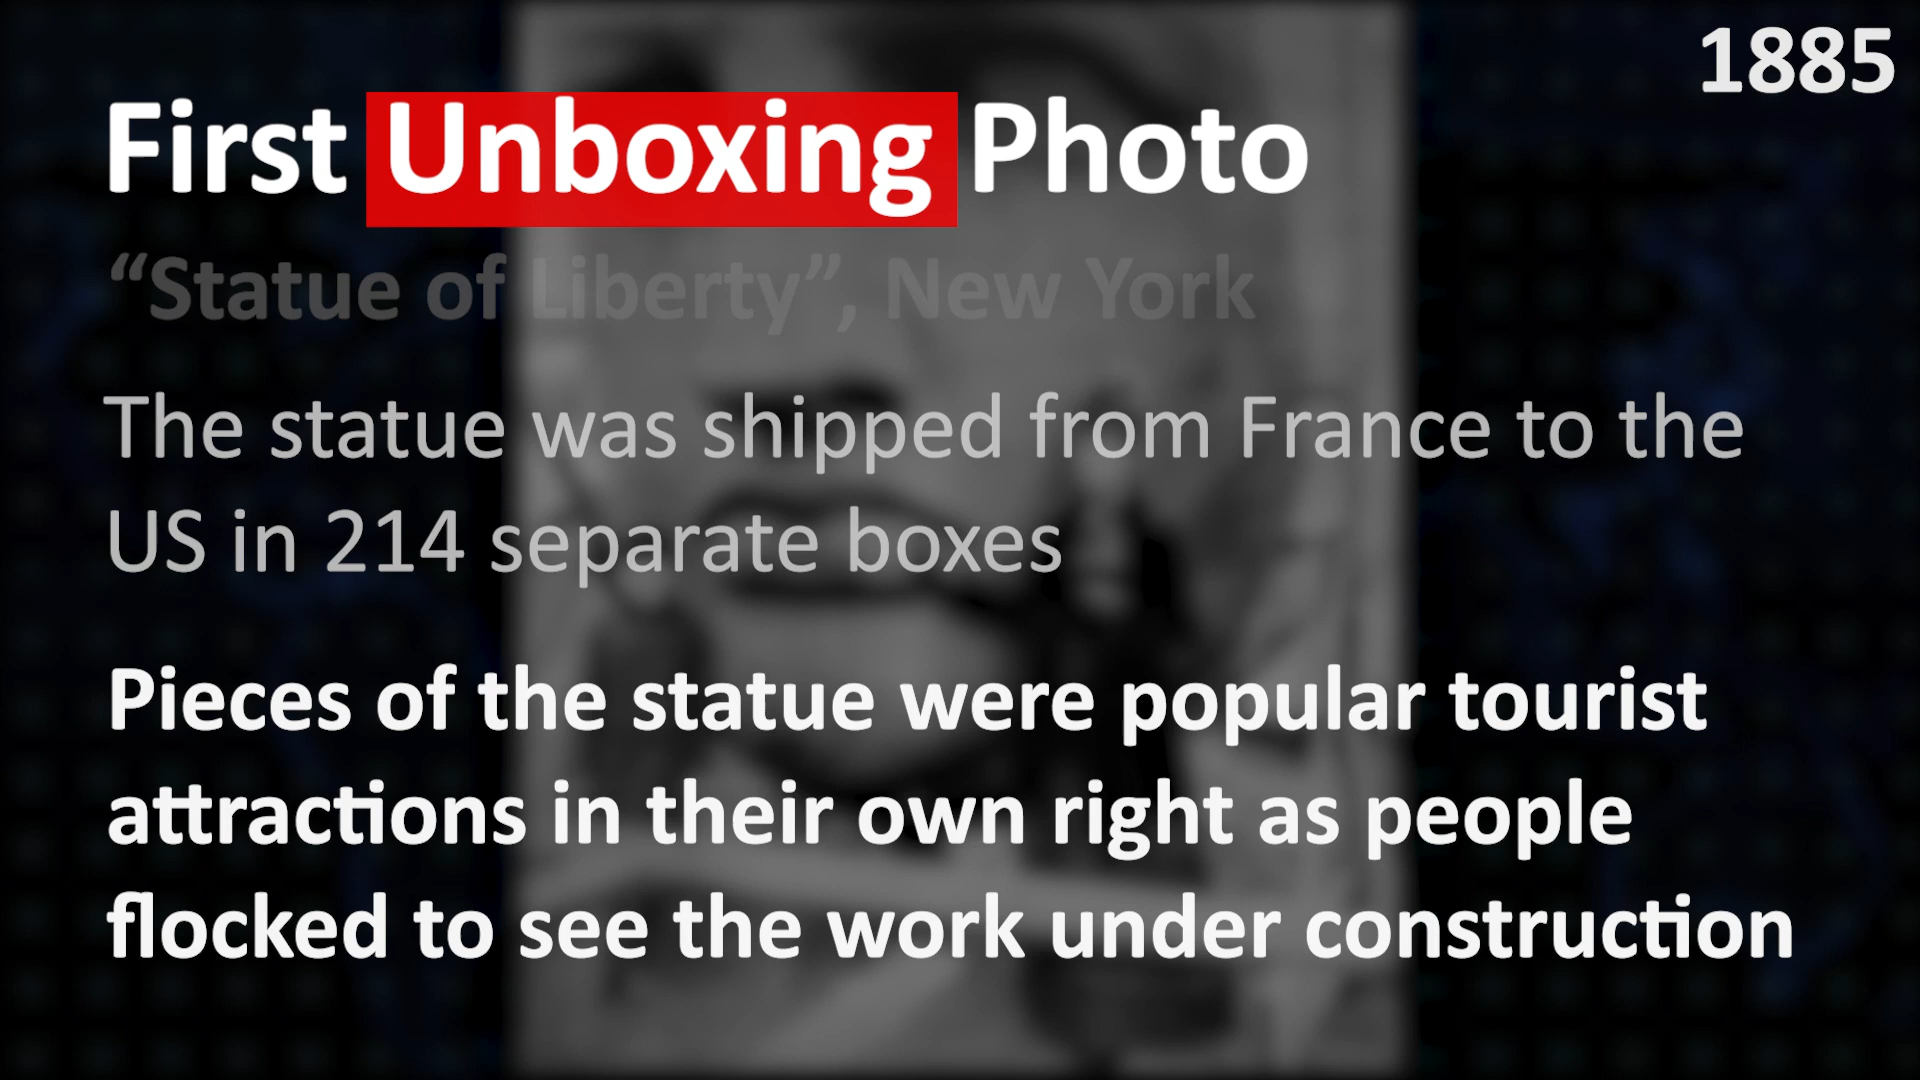 1885
First Unboxing Photo
“Statue of Liberty”, New York
The statue was shipped from France to the
US in 214 separate boxes
Pieces of the statue were popular tourist
attractions in their own right as people
flocked to see the work under construction